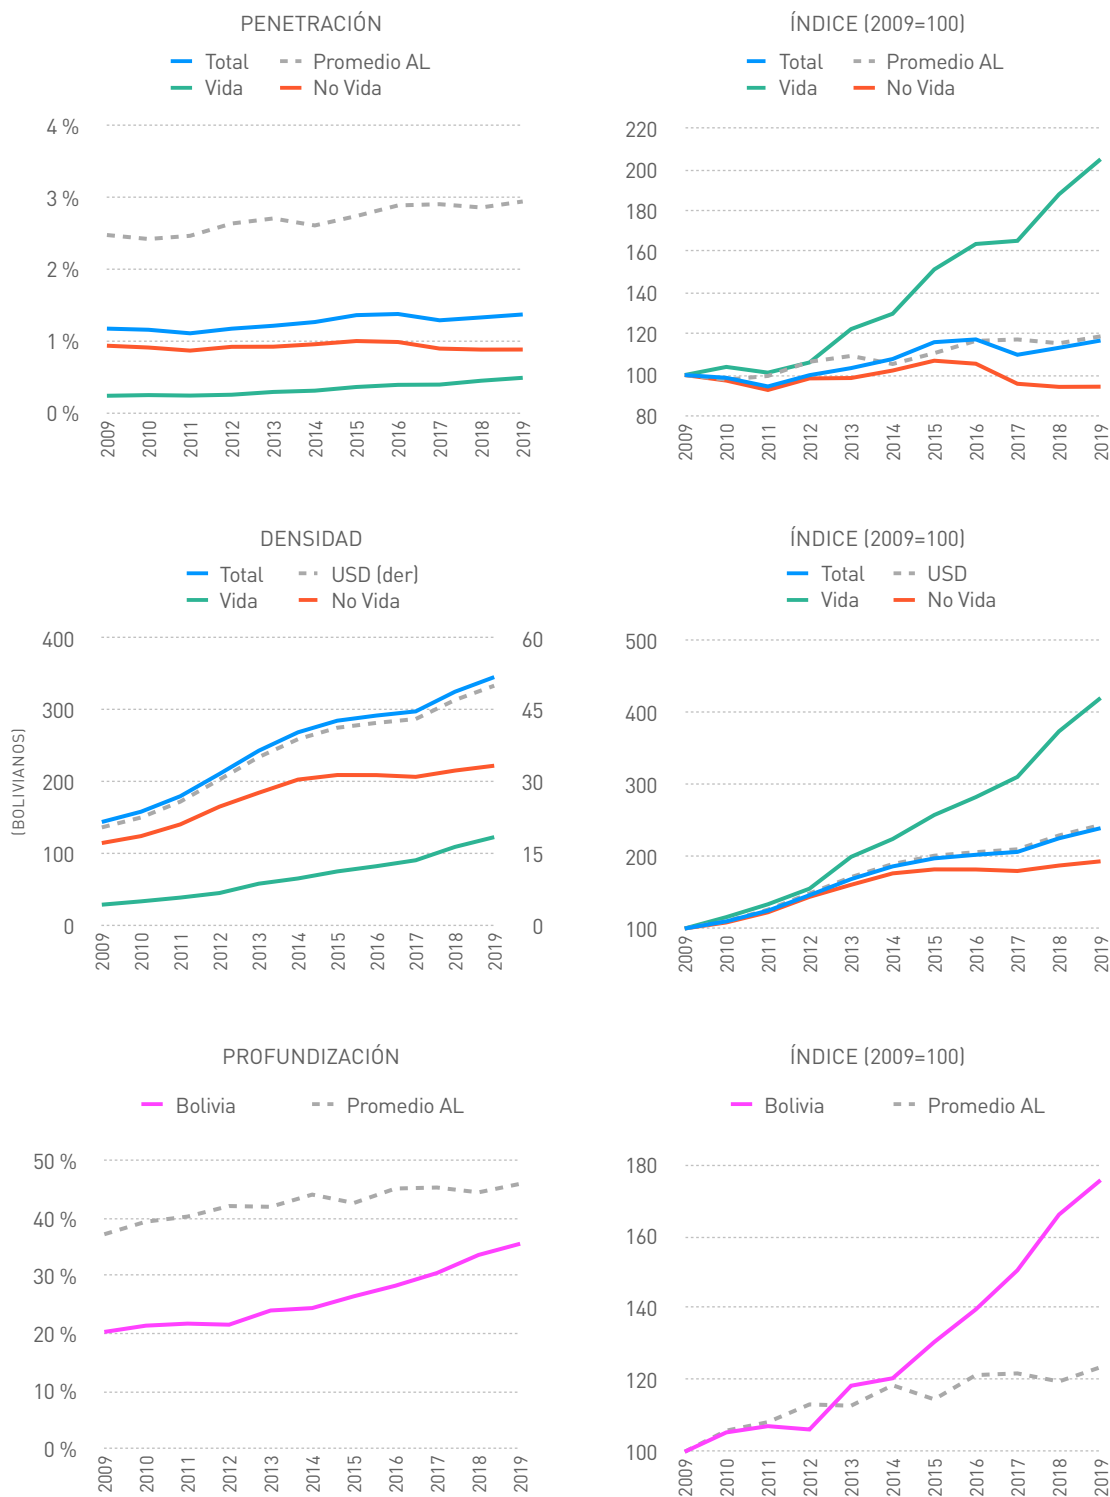 PENETRACIÓN
Total Promedio AL
Vida No Vida
4 %
3 %
2 %
1 %
0 %
2009 2010 2011 2012 2013 2014 2015 2016 2017 2018 2019
ÍNDICE (2009=100)
Total Promedio AL
Vida No Vida
220
200
180
160
140
120
100
80
2009 2010 2011 2012 2013 2014 2015 2016 2017 2018 2019
DENSIDAD
Total USD (der)
Vida No Vida
(BOLIVIANOS)
400 60
300 45
200 30
100 15
0 0
2009 2010 2011 2012 2013 2014 2015 2016 2017 2018 2019
ÍNDICE (2009=100)
Total USD
Vida No Vida
500
400
300
200
100
2009 2010 2011 2012 2013 2014 2015 2016 2017 2018 2019
PROFUNDIZACIÓN
Bolivia Promedio AL
50 %
40 %
30 %
20 %
10 %
0 %
2009 2010 2011 2012 2013 2014 2015 2016 2017 2018 2019
ÍNDICE (2009=100)
Bolivia Promedio AL
180
160
140
120
100
2009 2010 2011 2012 2013 2014 2015 2016 2017 2018 2019